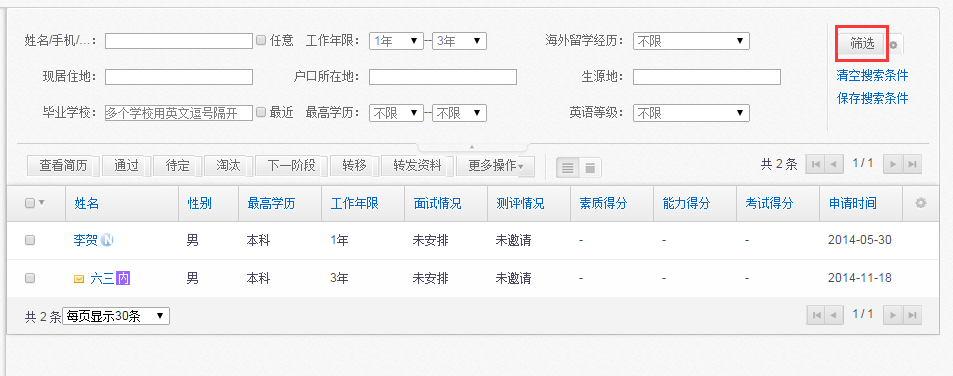 姓名/手机/...： 任意 工作年限： 1年 -- 3年 海外留学经历： 不限 筛选
现居住地： 户口所在地： 生源地： 清空搜索条件
保存搜索条件
毕业学校： 多个学校用英文逗号隔开 最近 最高学历： 不限 -- 不限 英语等级： 不限
查看简历 通过 待定 淘汰 下一阶段 转移 转发资料 更多操作 共 2 条 1 / 1
姓名 性别 最高学历 工作年限 面试情况 测评情况 素质得分 能力得分 考试得分 申请时间
李贺 N 男 本科 1年 未安排 未邀请 - - - 2014-05-30
六三 内 男 本科 3年 未安排 未邀请 - - - 2014-11-18
共 2 条 每页显示30条 1 / 1